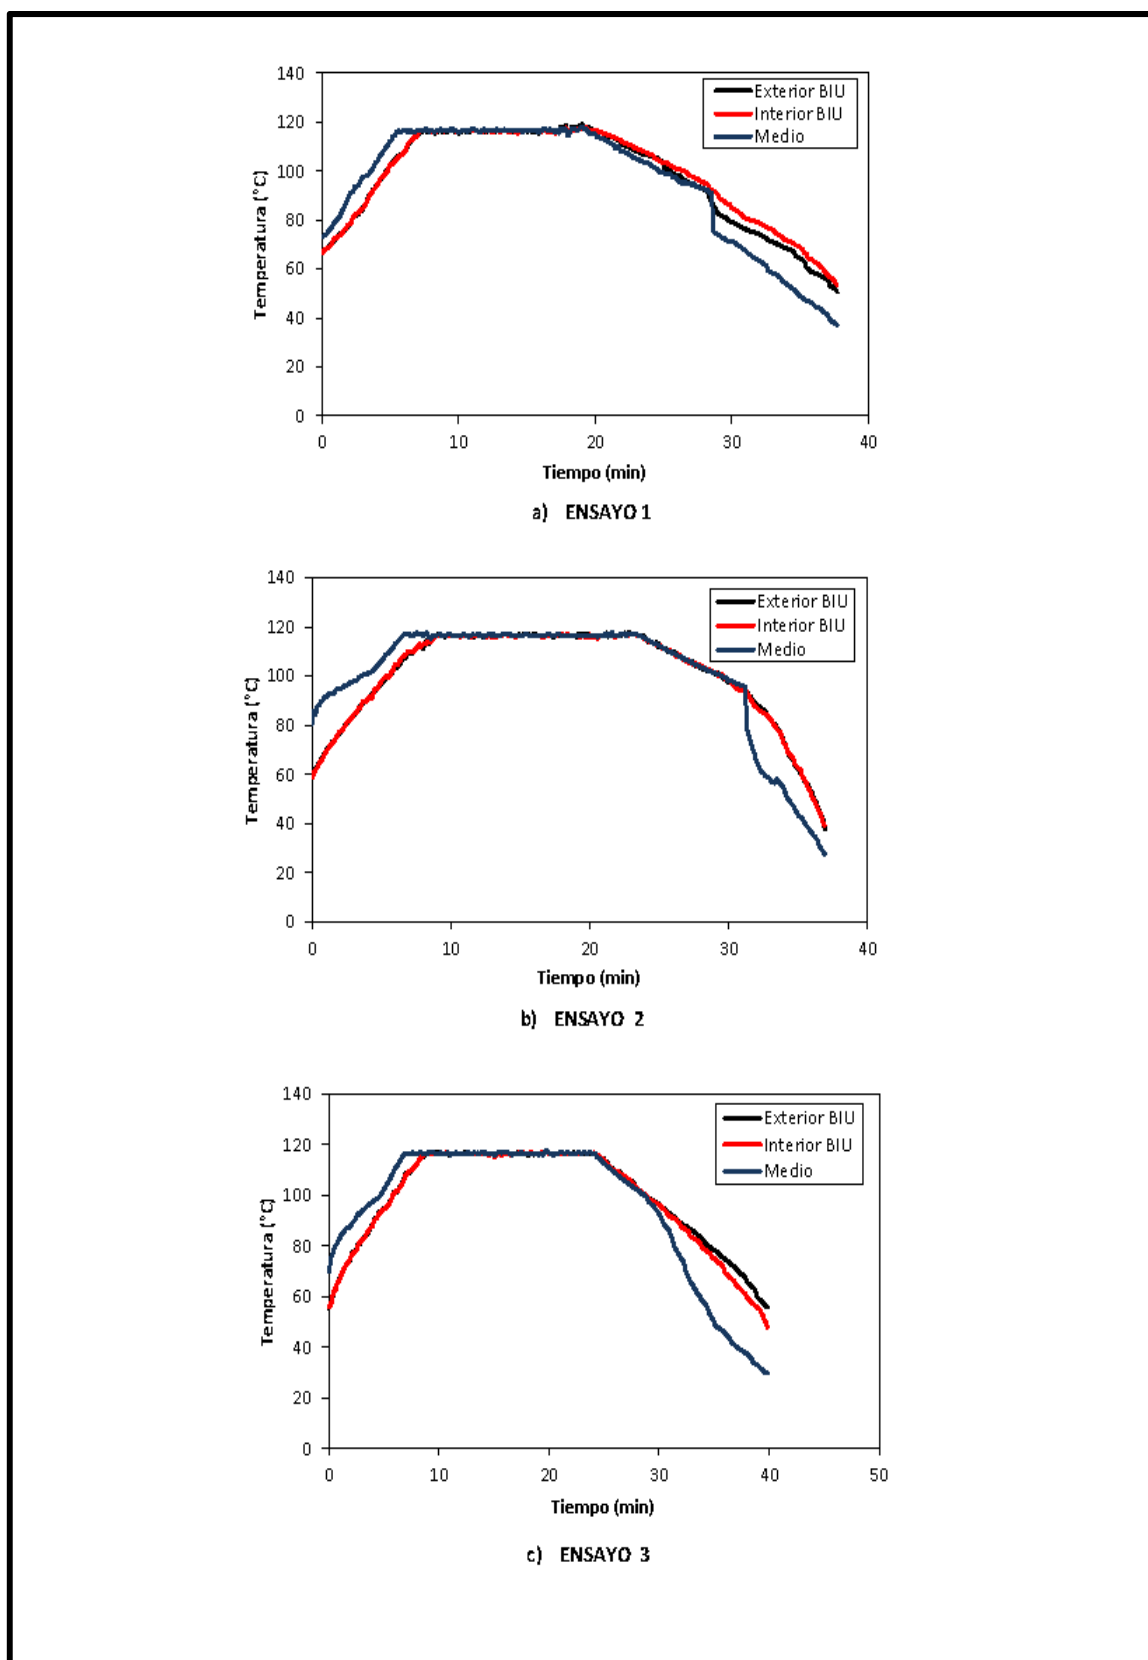 140
120
100
80
60
40
20
0
Temperatura (°C)
Exterior BIU
Interior BIU
Medio
0 10 20 30 40
Tiempo (min)
a) ENSAYO 1
140
120
100
80
60
40
20
0
Temperatura (°C)
Exterior BIU
Interior BIU
Medio
0 10 20 30 40
Tiempo (min)
b) ENSAYO 2
140
120
100
80
60
40
20
0
Temperatura (°C)
Exterior BIU
Interior BIU
Medio
0 10 20 30 40 50
Tiempo (min)
c) ENSAYO 3